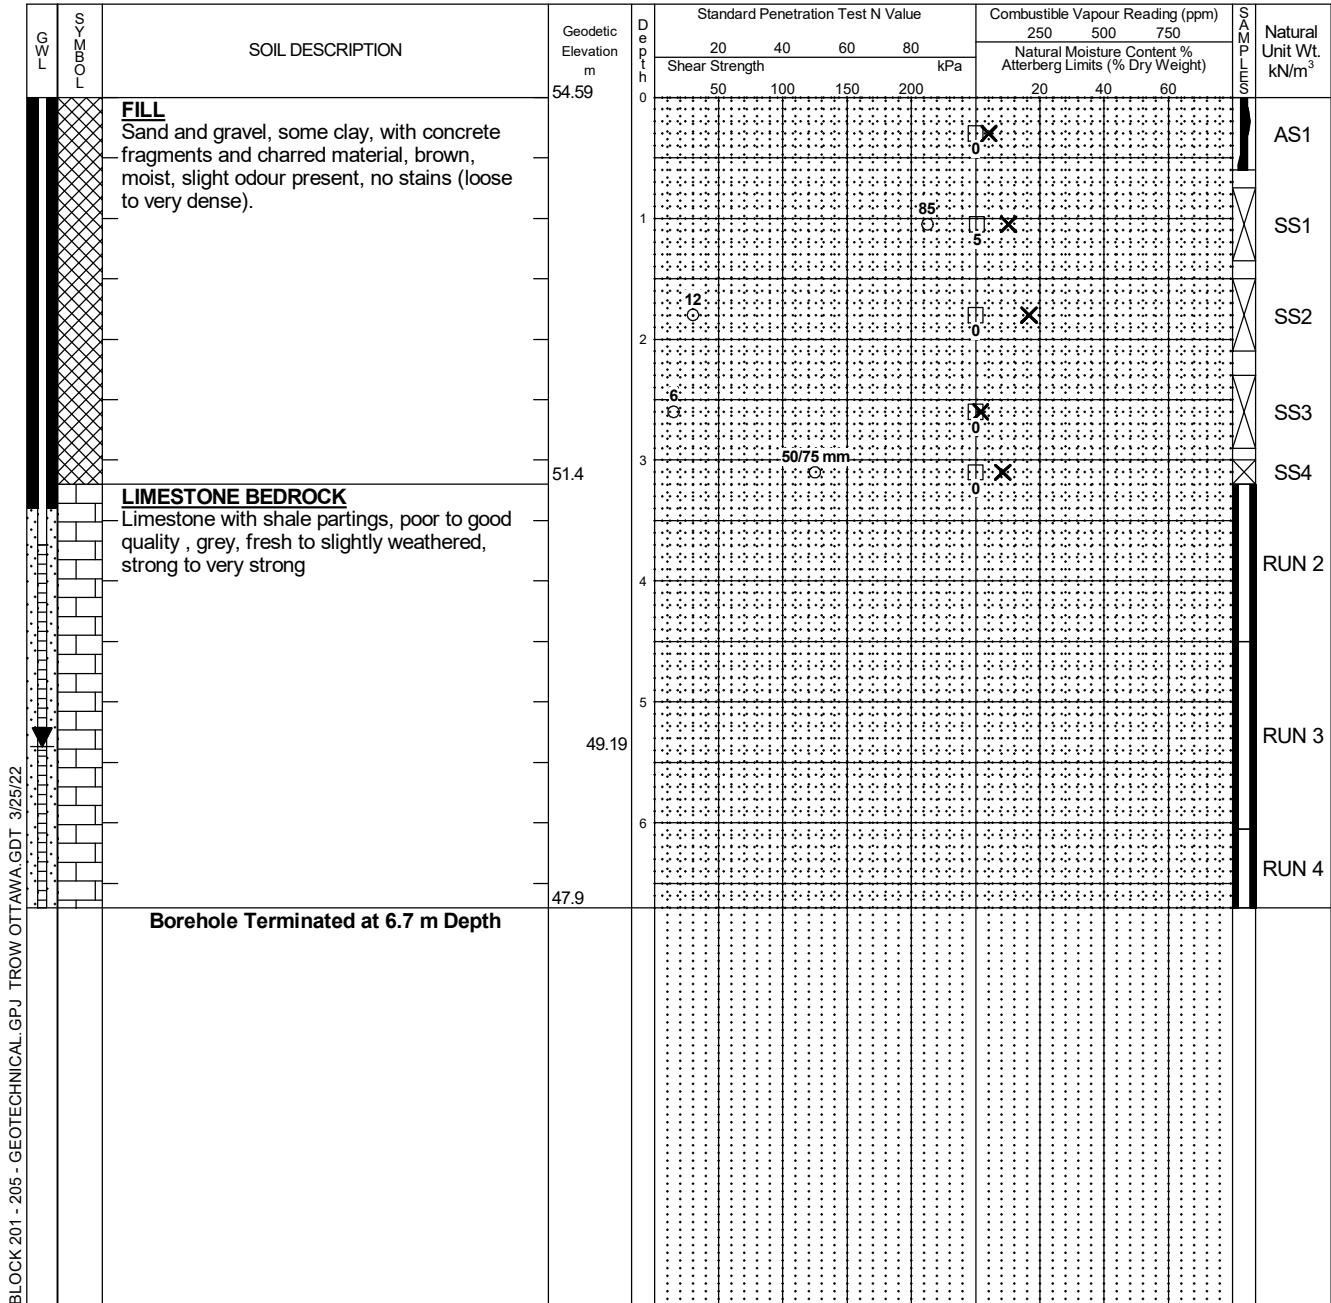 GWL
SYMBOL
SOIL DESCRIPTION
Geodetic
Elevation
m
Depth
Standard Penetration Test N Value
20 40 60 80
Shear Strength kPa
50 100 150 200
Combustible Vapour Reading (ppm)
250 500 750
Natural Moisture Content %
Atterberg Limits (% Dry Weight)
20 40 60
SAMPLES
Natural
Unit Wt.
kN/m³
54.59
0
FILL
Sand and gravel, some clay, with concrete
fragments and charred material, brown,
moist, slight odour present, no stains (loose
to very dense).
0
AS1
1
85
5
SS1
12
0
SS2
2
6
0
SS3
3
50/75 mm
0
SS4
51.4
LIMESTONE BEDROCK
Limestone with shale partings, poor to good
quality , grey, fresh to slightly weathered,
strong to very strong
RUN 2
4
5
49.19
RUN 3
6
RUN 4
47.9
Borehole Terminated at 6.7 m Depth
BLOCK 201 - 205 - GEOTECHNICAL.GPJ TROW OTTAWA.GDT 3/25/22